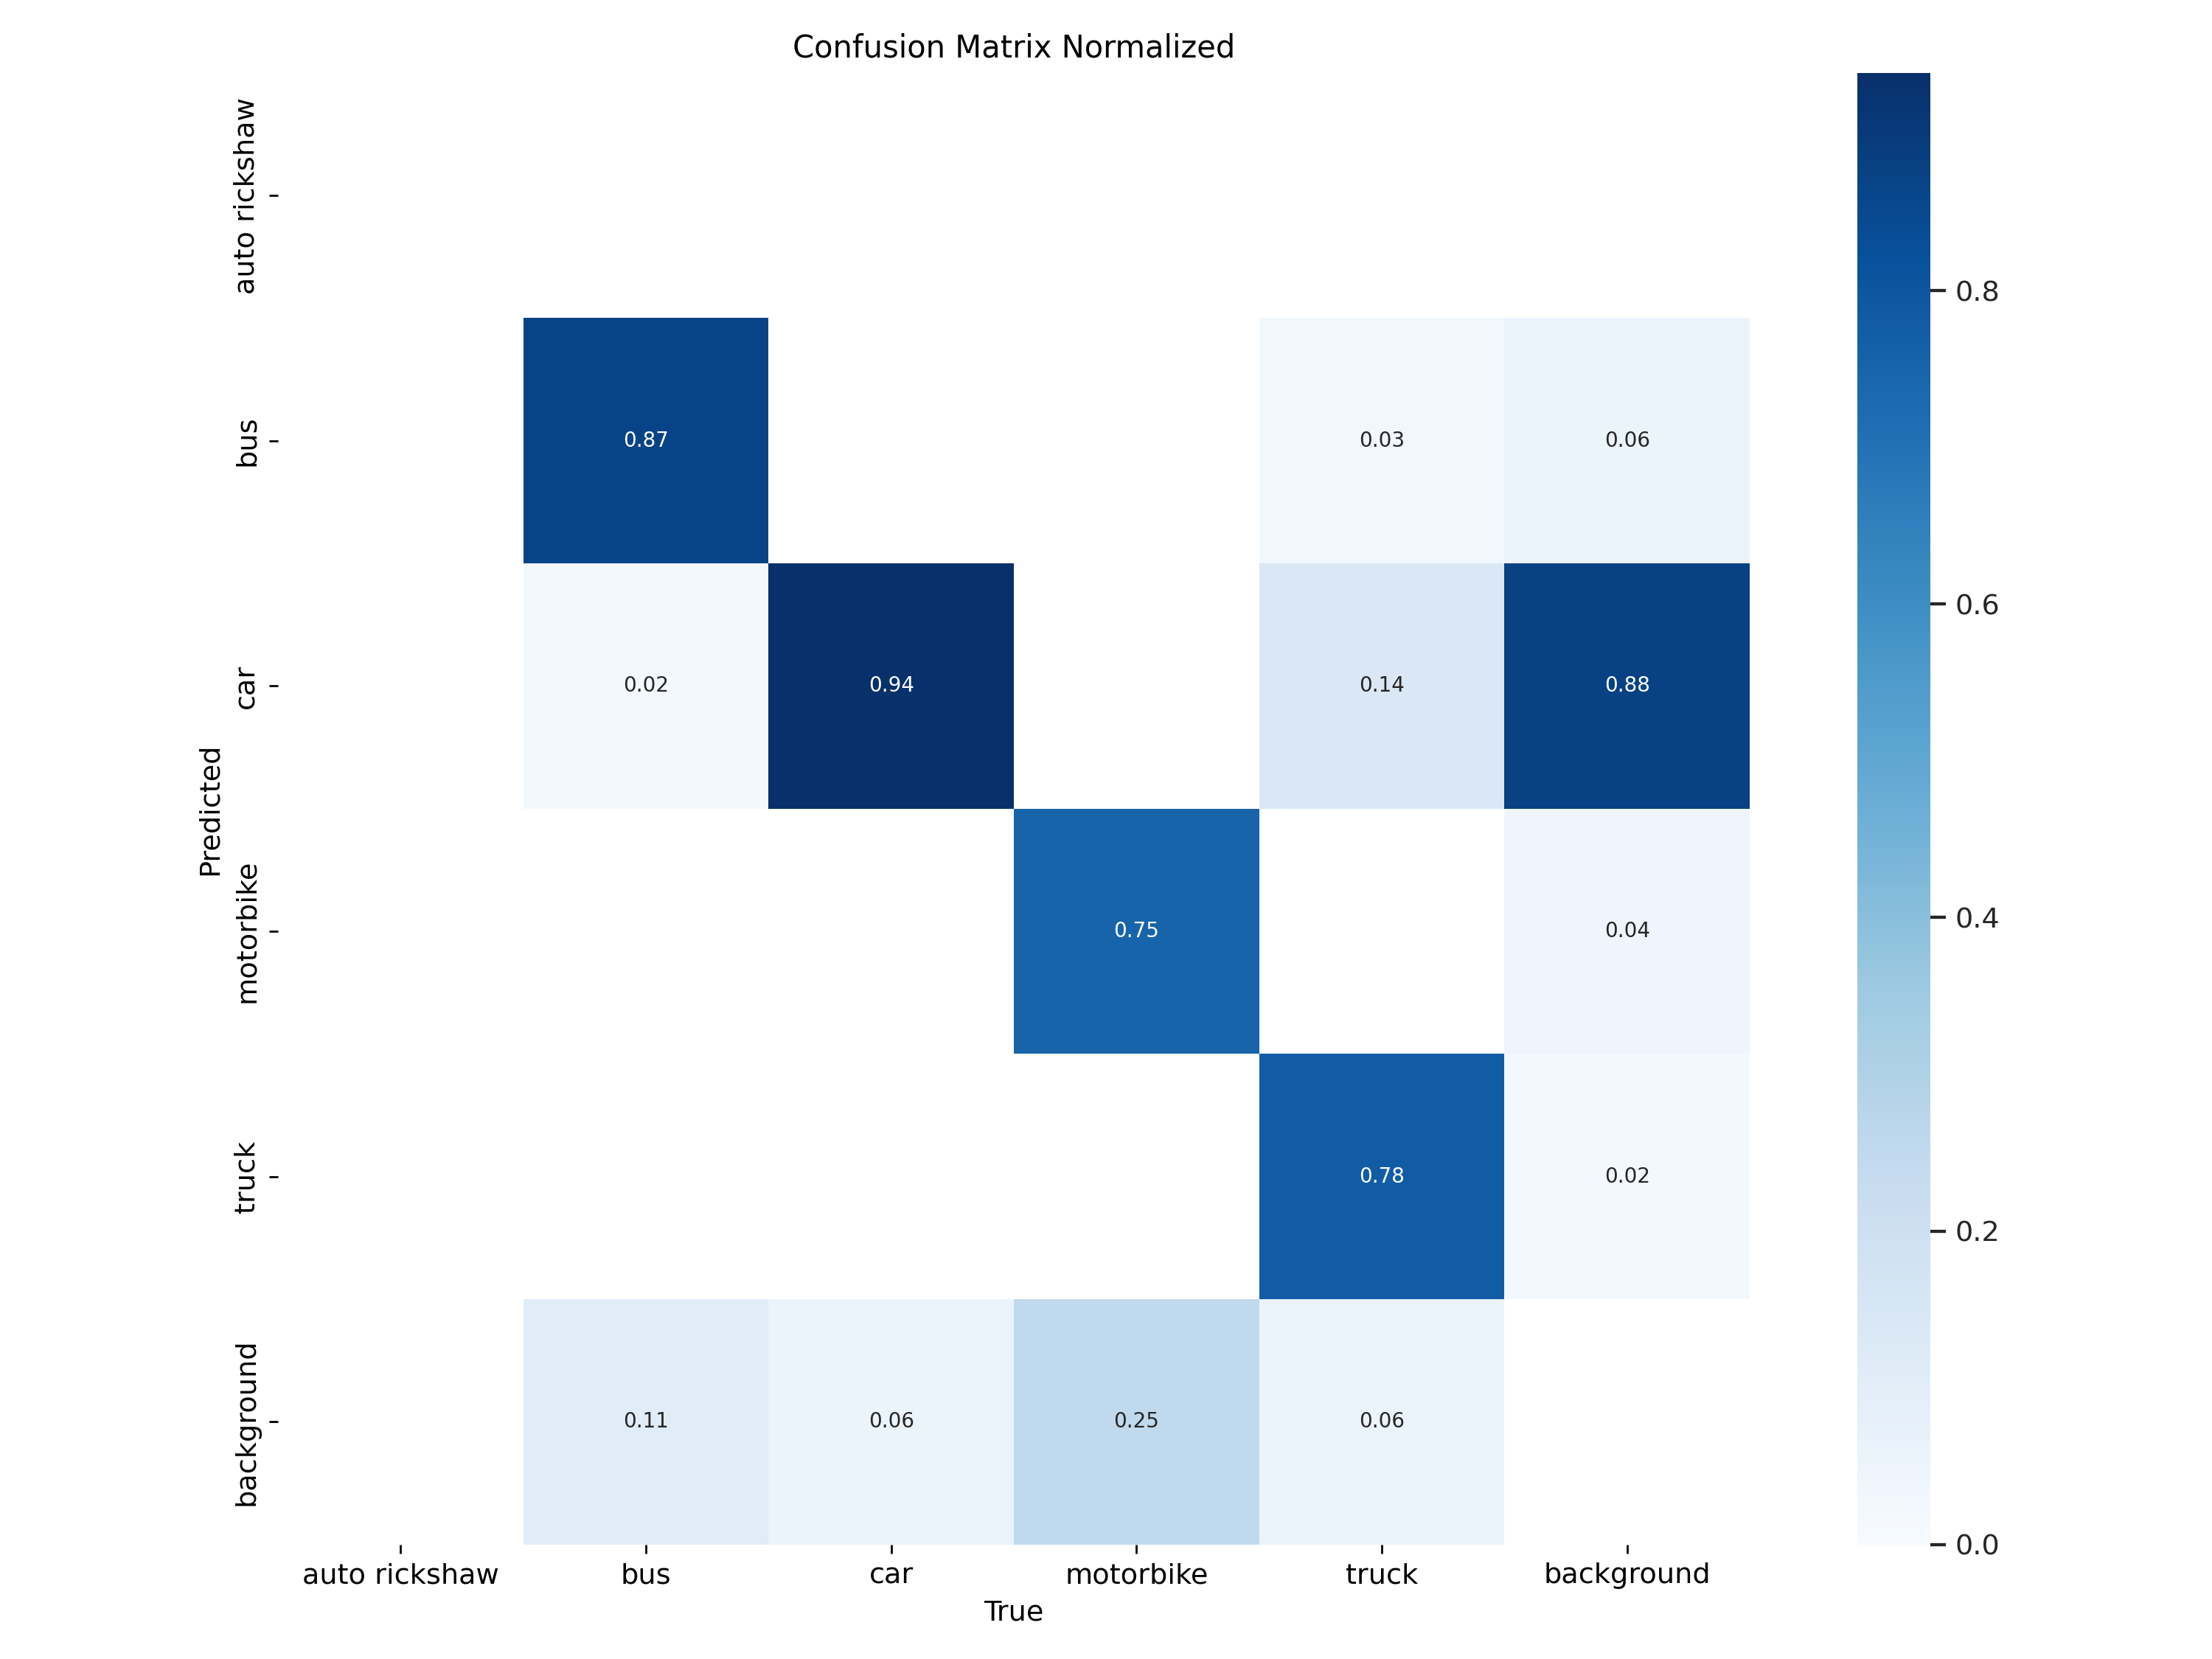 Confusion Matrix Normalized
auto rickshaw
bus
car
motorbike
truck
background
Predicted
0.87 0.03 0.06
0.02 0.94 0.14 0.88
0.75 0.04
0.78 0.02
0.11 0.06 0.25 0.06
auto rickshaw bus car motorbike truck background
True
0.8
0.6
0.4
0.2
0.0